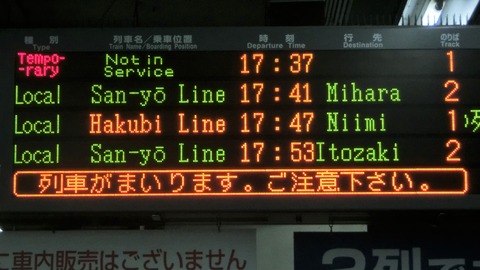 種別 列車名／乗車位置 時刻 行先 のりば
Type Train Name/Boarding Position Departure Time Destination Track
Tempo-
-rary Not in Service 17:37 1
Local San-yō Line 17:41 Mihara 2
Local Hakubi Line 17:47 Niimi 1
Local San-yō Line 17:53 Itozaki 2
列車がまいります。ご注意下さい。
車内販売はございません
3列で